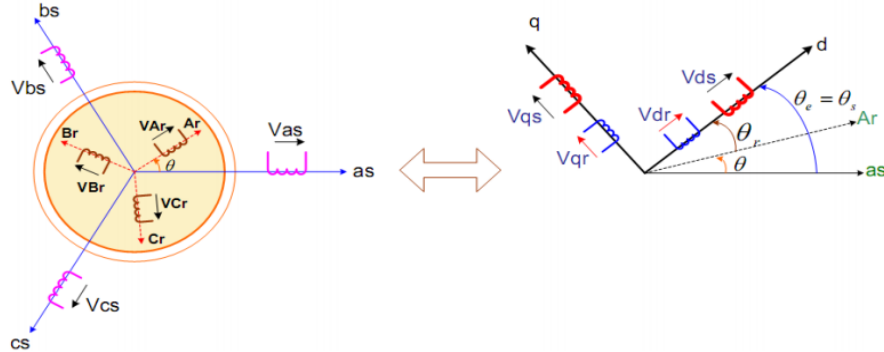 bs
Vbs
Br
VAr
Ar
θ
VBr
VCr
Cr
Vas
as
Vcs
cs
q
d
Vqs
Vds
Vdr
Vqr
θe = θs
θr
Ar
θ
as